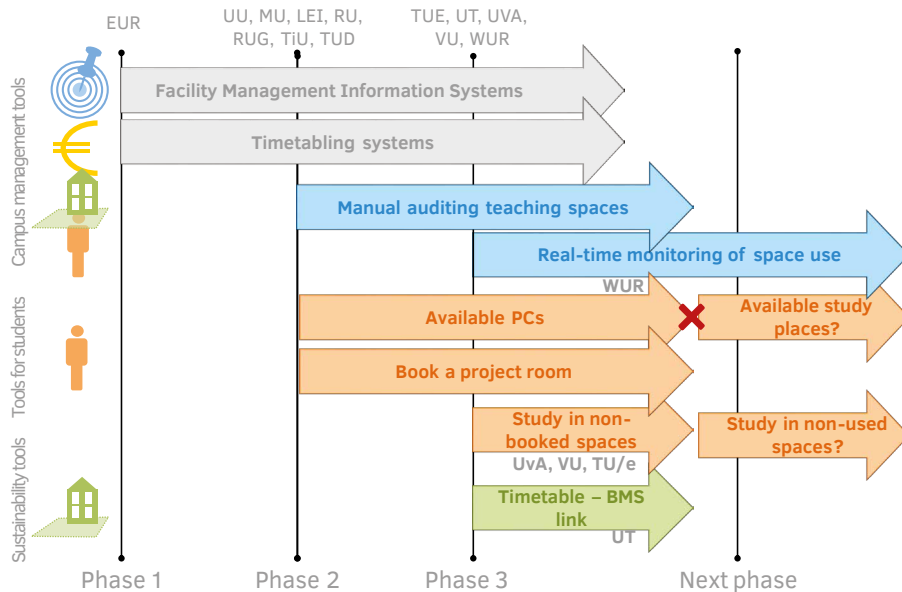 EUR
UU, MU, LEI, RU,
RUG, TiU, TUD
TUE, UT, UVA,
VU, WUR
Campus management tools
Facility Management Information Systems
Timetabling systems
Manual auditing teaching spaces
Real-time monitoring of space use
WUR
Tools for students
Available PCs
Available study
places?
Book a project room
Study in non-
booked spaces
UvA, VU, TU/e
Study in non-used
spaces?
Sustainability tools
Timetable – BMS
link
UT
Phase 1
Phase 2
Phase 3
Next phase